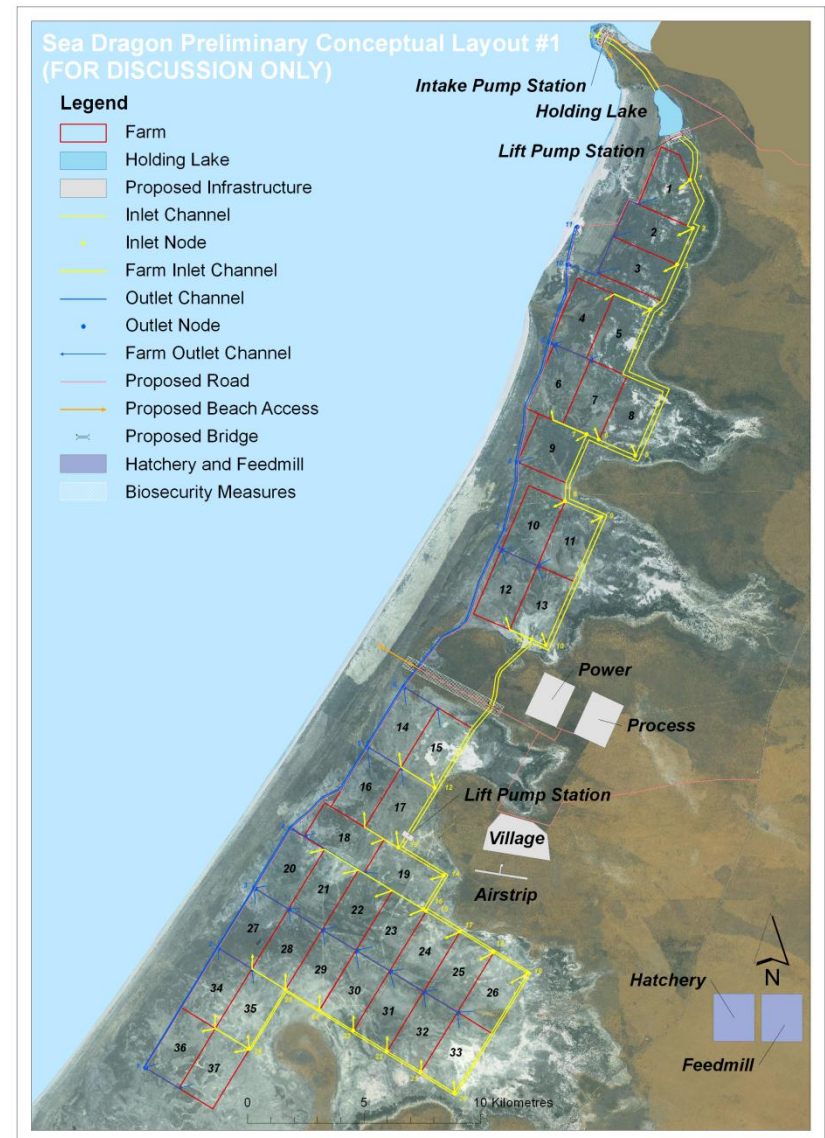 Sea Dragon Preliminary Conceptual Layout #1
(FOR DISCUSSION ONLY)
Legend
Farm
Holding Lake
Proposed Infrastructure
Inlet Channel
Inlet Node
Farm Inlet Channel
Outlet Channel
Outlet Node
Farm Outlet Channel
Proposed Road
Proposed Beach Access
Proposed Bridge
Hatchery and Feedmill
Biosecurity Measures
Intake Pump Station
Holding Lake
Lift Pump Station
1
2
3
4
5
6
7
8
9
10
11
12
13
Power
Process
14
15
16
17
Lift Pump Station
Village
Airstrip
18
19
20
21
22
23
24
25
26
27
28
29
30
31
32
33
34
35
36
37
N
Hatchery
Feedmill
0 5 10 Kilometres